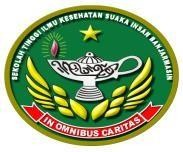 SEKOLAH TINGGI ILMU KESEHATAN SUAKA INSAN BANJARMASIN
IN OMNIBUS CARITAS